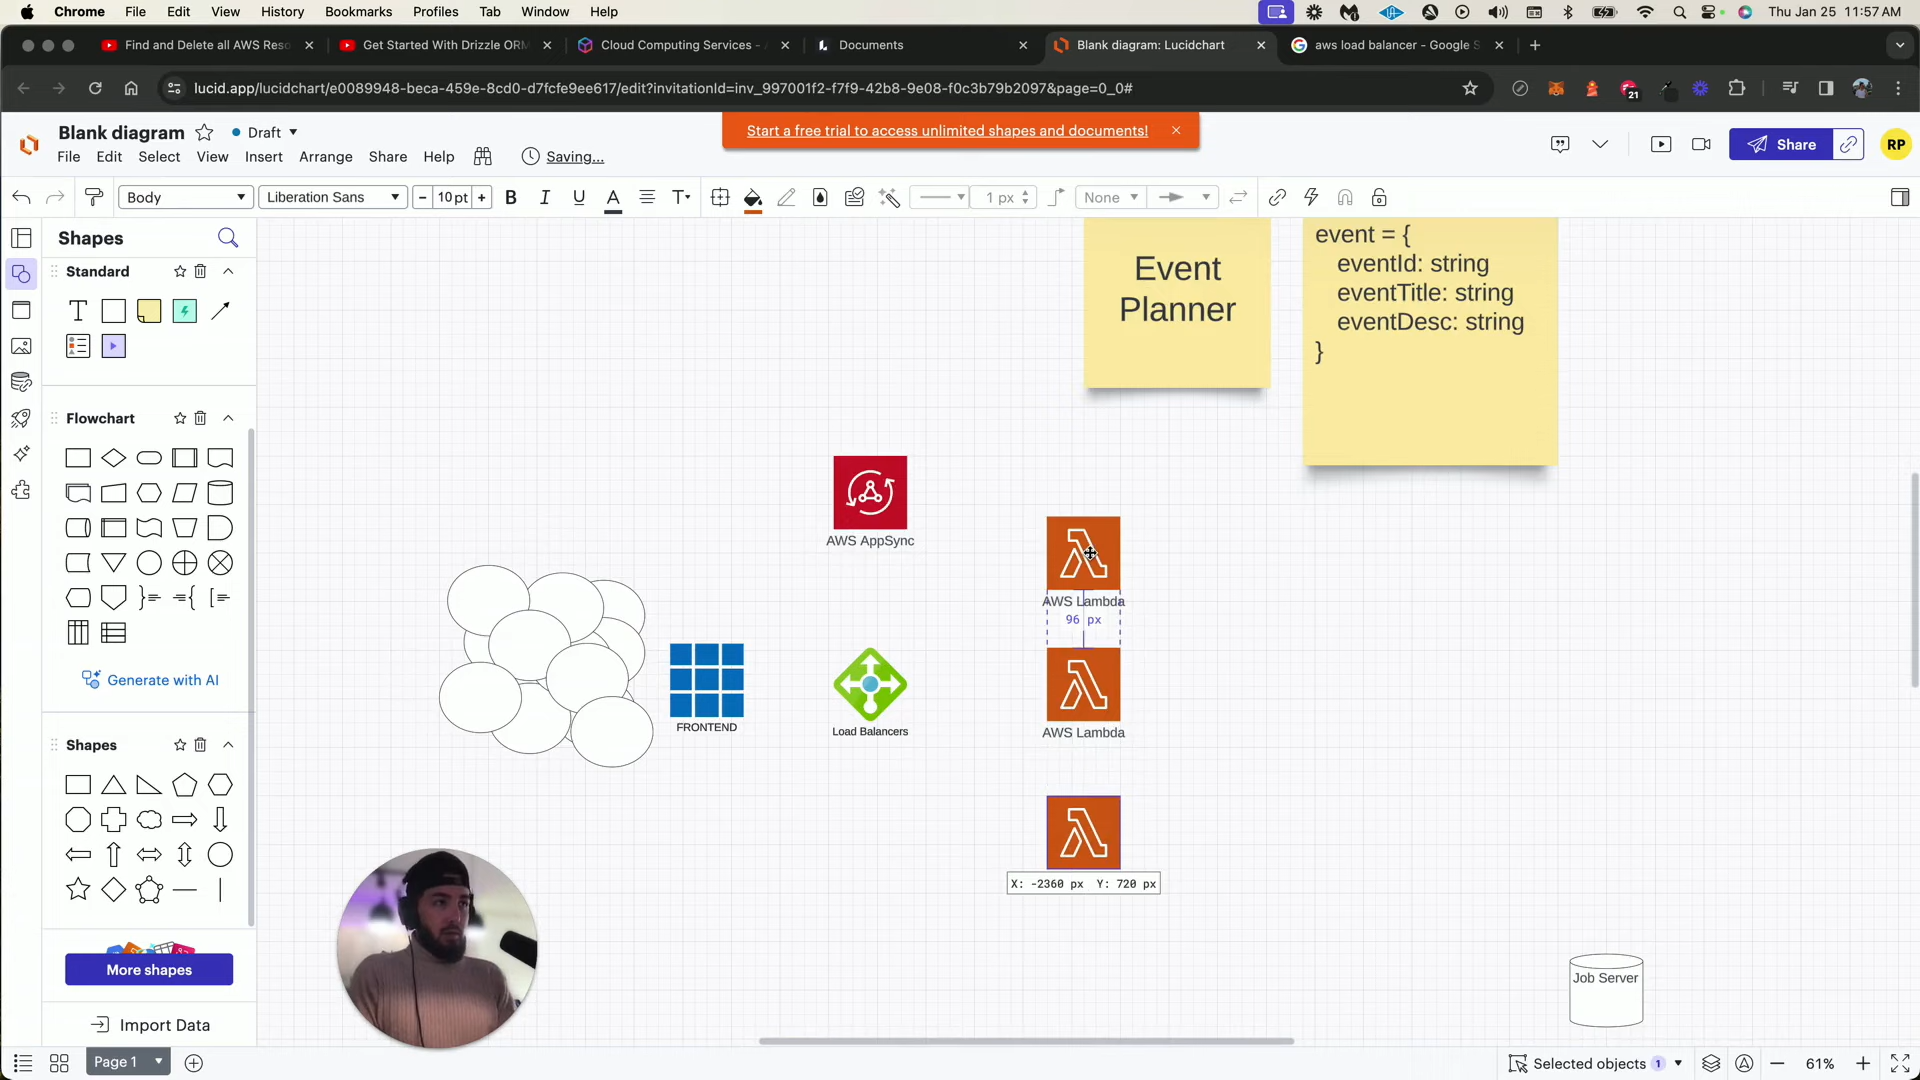 Chrome File Edit View History Bookmarks Profiles Tab Window Help
21
Thu Jan 25 11:57 AM
Find and Delete all AWS Reso
Get Started With Drizzle ORM
Cloud Computing Services - A
Documents
Blank diagram: Lucidchart
aws load balancer - Google S
lucid.app/lucidchart/e0089948-beca-459e-8cd0-d7fcfe9ee617/edit?invitationId=inv_997001f2-f7f9-42b8-9e08-f0c3b79b2097&page=0_0#
Blank diagram
Draft
Start a free trial to access unlimited shapes and documents!
File Edit Select View Insert Arrange Share Help
Saving...
Share
RP
Body
Liberation Sans
10 pt
B I U A T
1 px
None
Shapes
Standard
T
Flowchart
Generate with AI
Shapes
More shapes
Import Data
Event
Planner
event = {
eventId: string
eventTitle: string
eventDesc: string
}
AWS AppSync
AWS Lambda
96 px
FRONTEND
Load Balancers
AWS Lambda
X: -2360 px Y: 720 px
Job Server
Page 1
Selected objects 1
61%